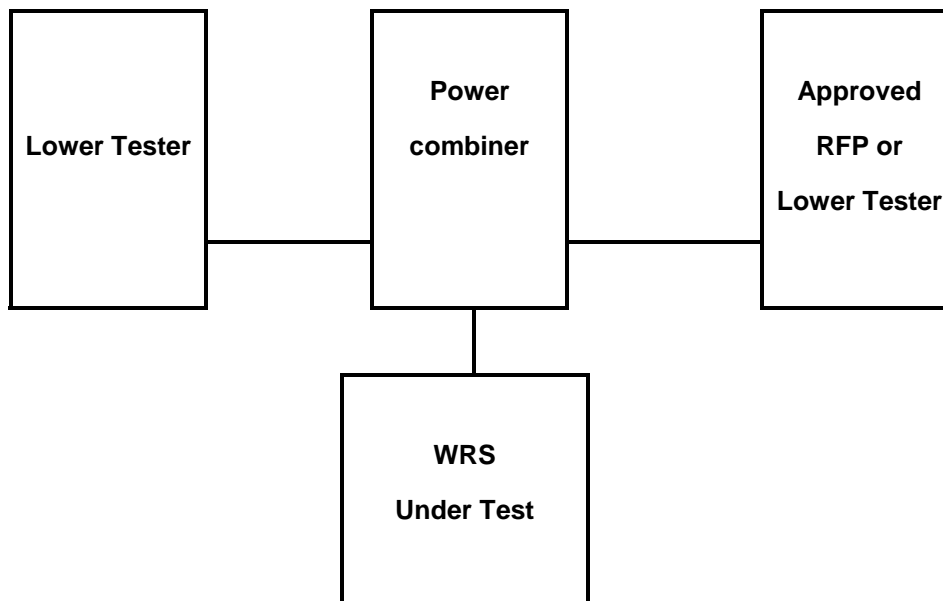 Lower Tester
Power
combiner
Approved
RFP or
Lower Tester
WRS
Under Test